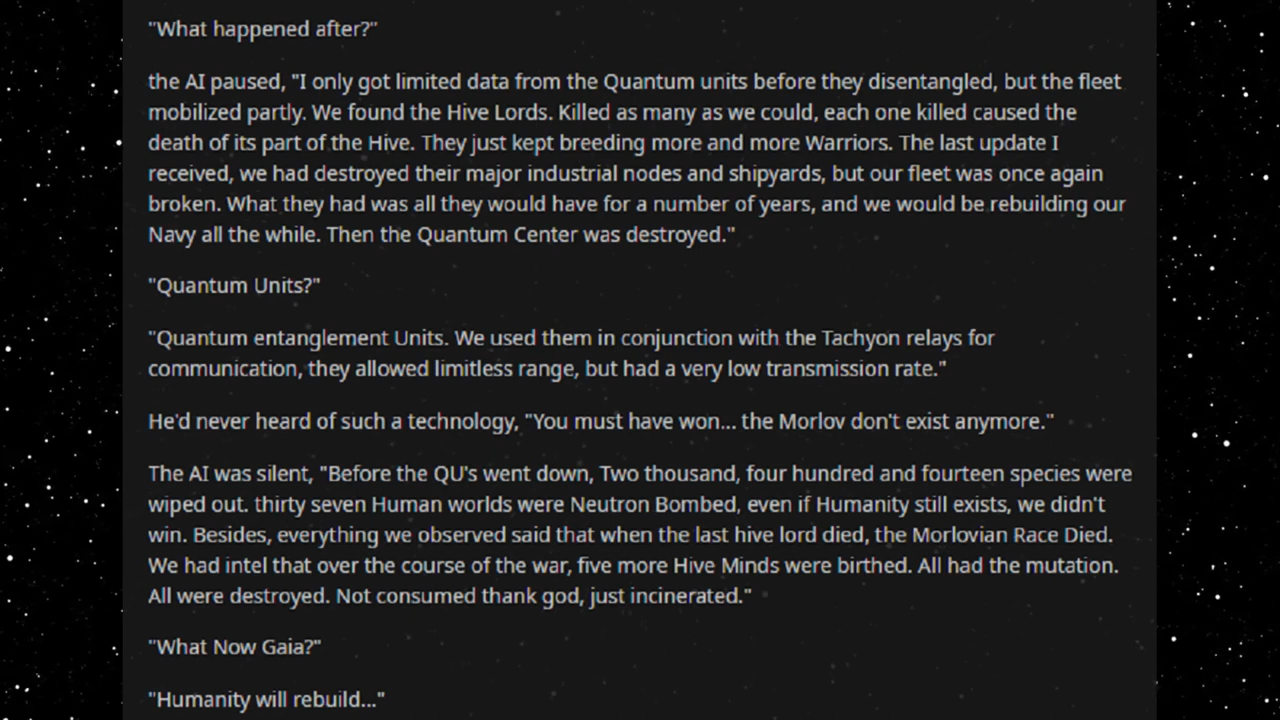 "What happened after?"
the AI paused, "I only got limited data from the Quantum units before they disentangled, but the fleet
mobilized partly. We found the Hive Lords. Killed as many as we could, each one killed caused the
death of its part of the Hive. They just kept breeding more and more Warriors. The last update I
received, we had destroyed their major industrial nodes and shipyards, but our fleet was once again
broken. What they had was all they would have for a number of years, and we would be rebuilding our
Navy all the while. Then the Quantum Center was destroyed."
"Quantum Units?"
"Quantum entanglement Units. We used them in conjunction with the Tachyon relays for
communication, they allowed limitless range, but had a very low transmission rate."
He'd never heard of such a technology, "You must have won... the Morlov don't exist anymore."
The AI was silent, "Before the QU's went down, Two thousand, four hundred and fourteen species were
wiped out. thirty seven Human worlds were Neutron Bombed, even if Humanity still exists, we didn't
win. Besides, everything we observed said that when the last hive lord died, the Morlovian Race Died.
We had intel that over the course of the war, five more Hive Minds were birthed. All had the mutation.
All were destroyed. Not consumed thank god, just incinerated."
"What Now Gaia?"
"Humanity will rebuild..."